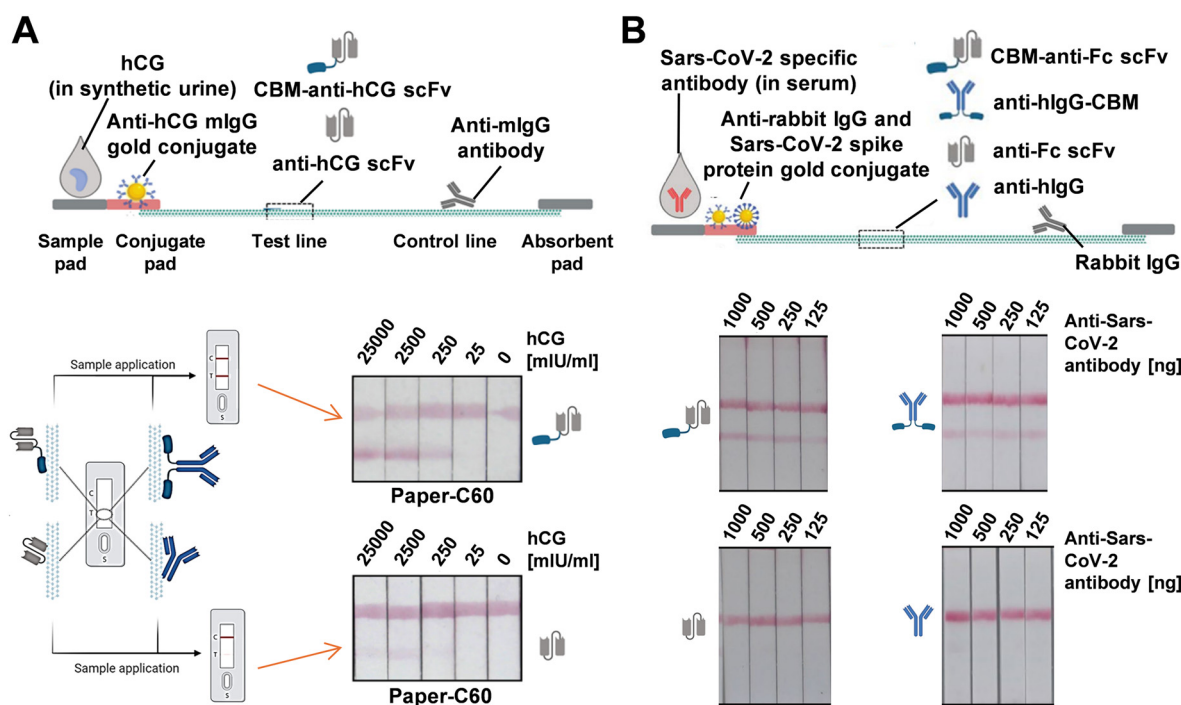 A
hCG
(in synthetic urine)
CBM-anti-hCG scFv
Anti-hCG mIgG
gold conjugate
anti-hCG scFv
Anti-mIgG
antibody
Sample
pad
Conjugate
pad
Test line
Control line
Absorbent
pad
Sample application
C
T
S
C
T
S
Sample application
C
T
S
25000
2500
250
25
0
hCG
[mIU/ml]
Paper-C60
25000
2500
250
25
0
hCG
[mIU/ml]
Paper-C60
B
Sars-CoV-2 specific
antibody (in serum)
Anti-rabbit IgG and
Sars-CoV-2 spike
protein gold conjugate
CBM-anti-Fc scFv
anti-hIgG-CBM
anti-Fc scFv
anti-hIgG
Rabbit IgG
1000
500
250
125
1000
500
250
125
Anti-Sars-
CoV-2
antibody [ng]
1000
500
250
125
1000
500
250
125
Anti-Sars-
CoV-2
antibody [ng]